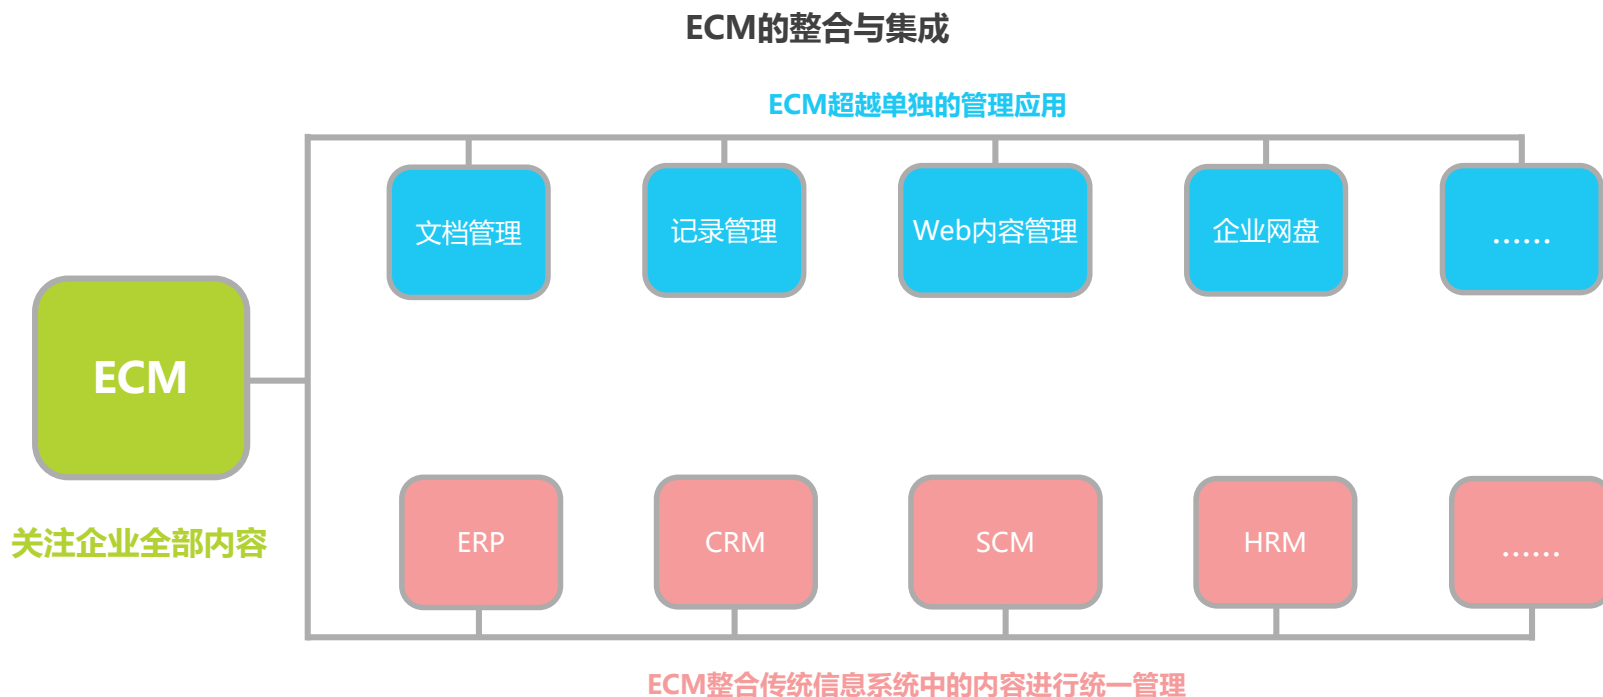 ECM的整合与集成
ECM超越单独的管理应用
文档管理
记录管理
Web内容管理
企业网盘
......
ECM
关注企业全部内容
ERP
CRM
SCM
HRM
......
ECM整合传统信息系统中的内容进行统一管理